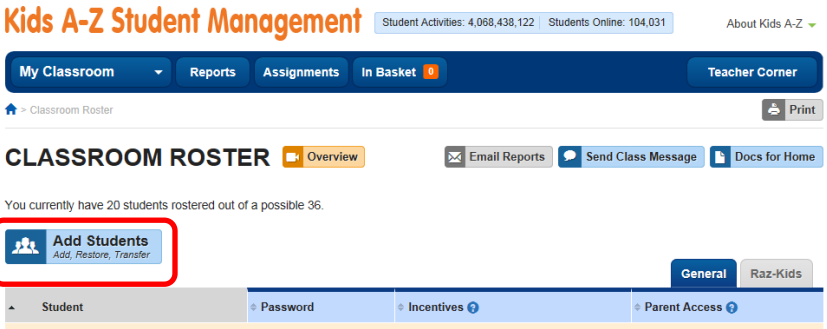 Kids A-Z Student Management
Student Activities: 4,068,438,122 Students Online: 104,031
About Kids A-Z
My Classroom Reports Assignments In Basket 0 Teacher Corner
> Classroom Roster
Print
CLASSROOM ROSTER Overview Email Reports Send Class Message Docs for Home
You currently have 20 students rostered out of a possible 36.
Add Students
Add, Restore, Transfer
General Raz-Kids
Student Password Incentives ? Parent Access ?